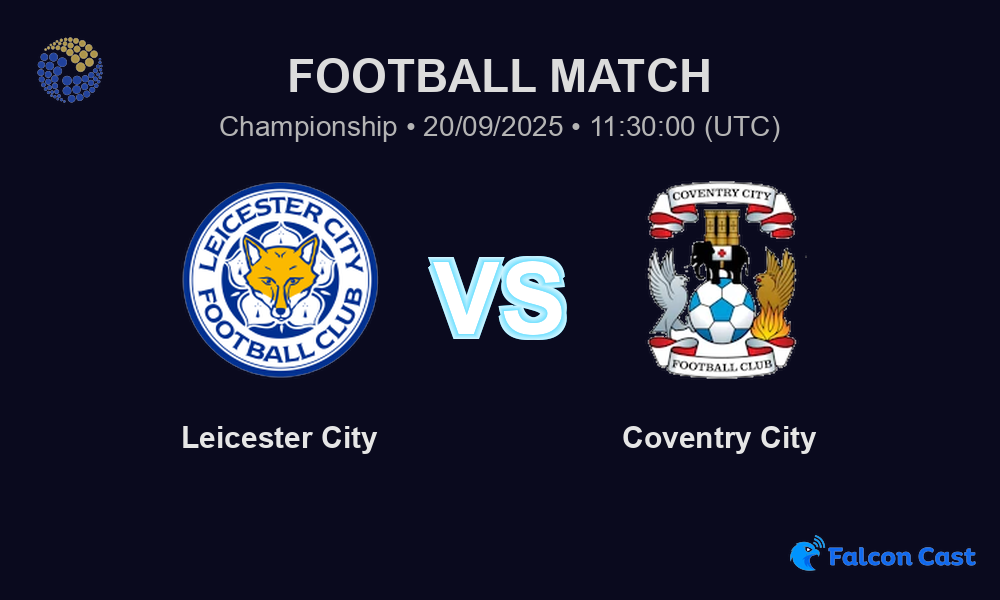 FOOTBALL MATCH
Championship • 20/09/2025 • 11:30:00 (UTC)
LEICESTER CITY
FOOTBALL CLUB
VS
COVENTRY CITY
FOOTBALL CLUB
Leicester City
Coventry City
Falcon Cast